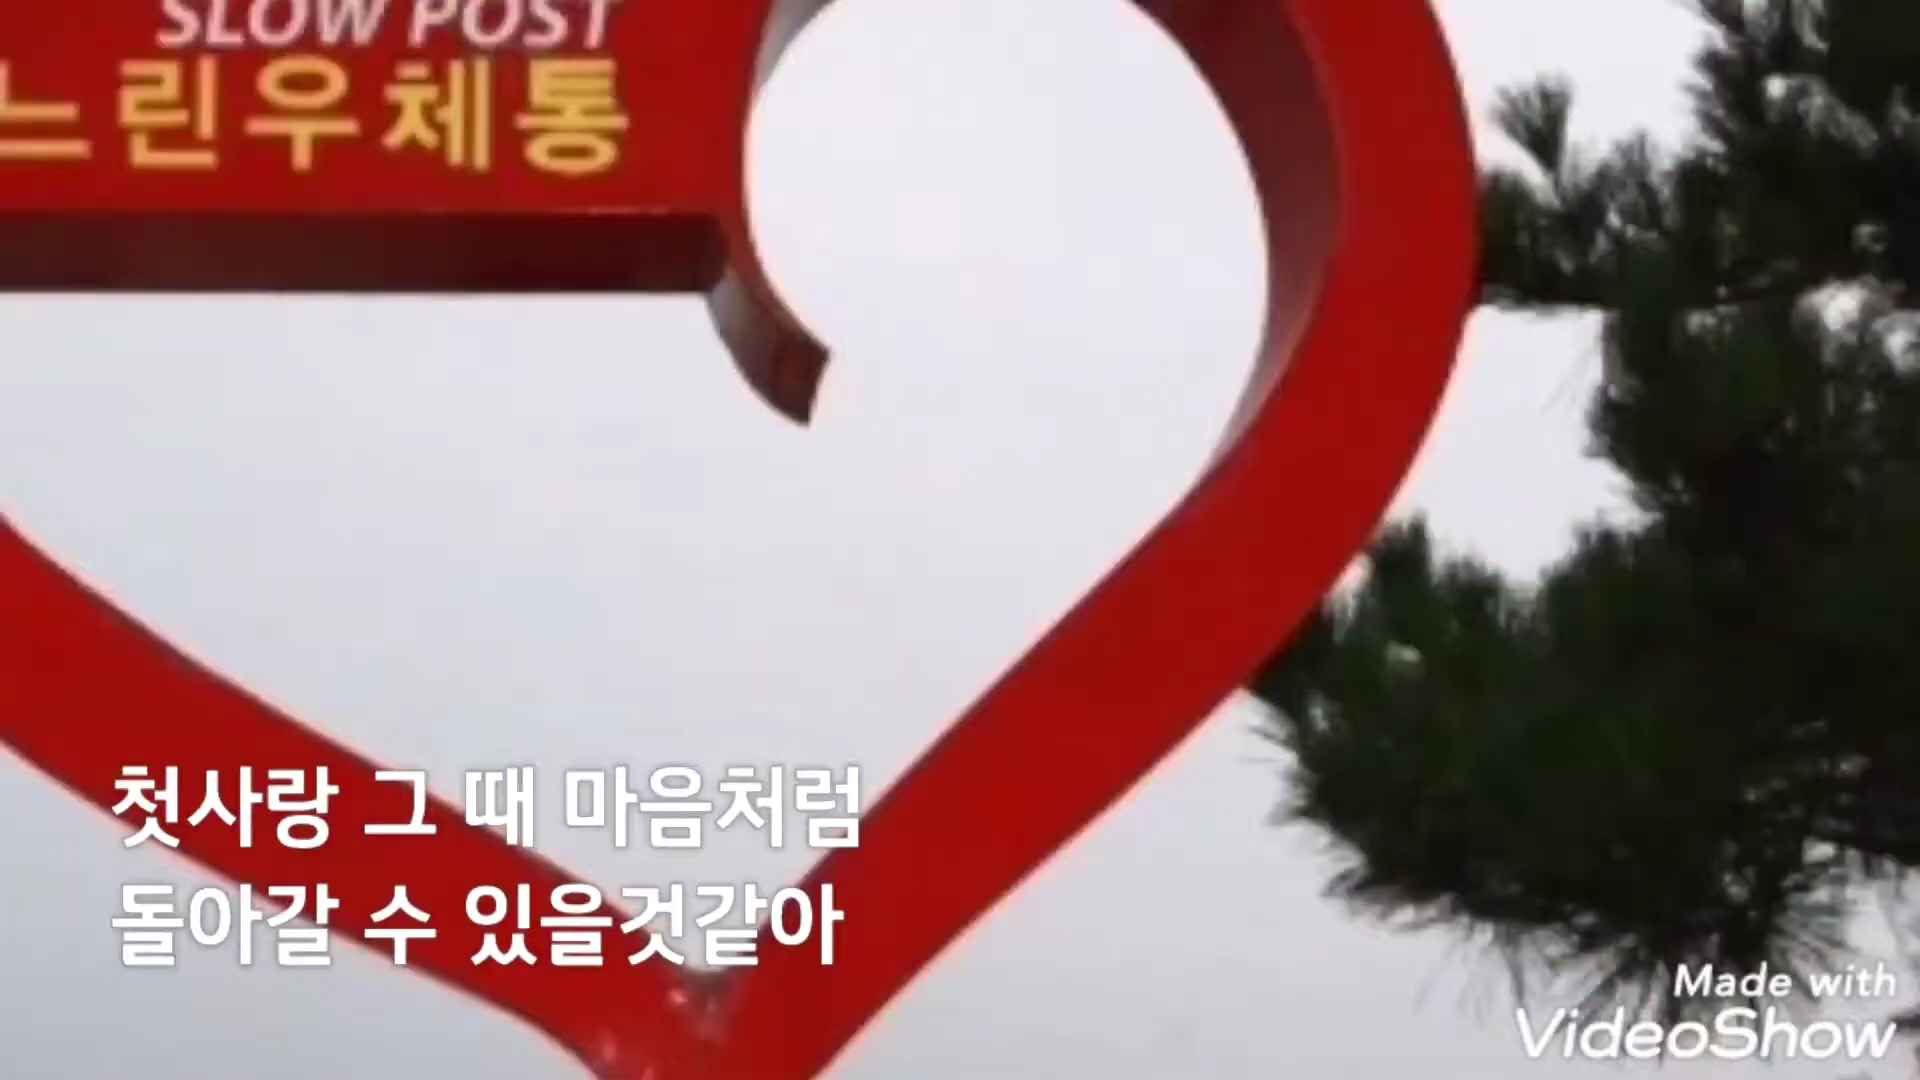 SLOW POST
느린우체통
첫사랑 그 때 마음처럼
돌아갈 수 있을것같아
Made with
VideoShow